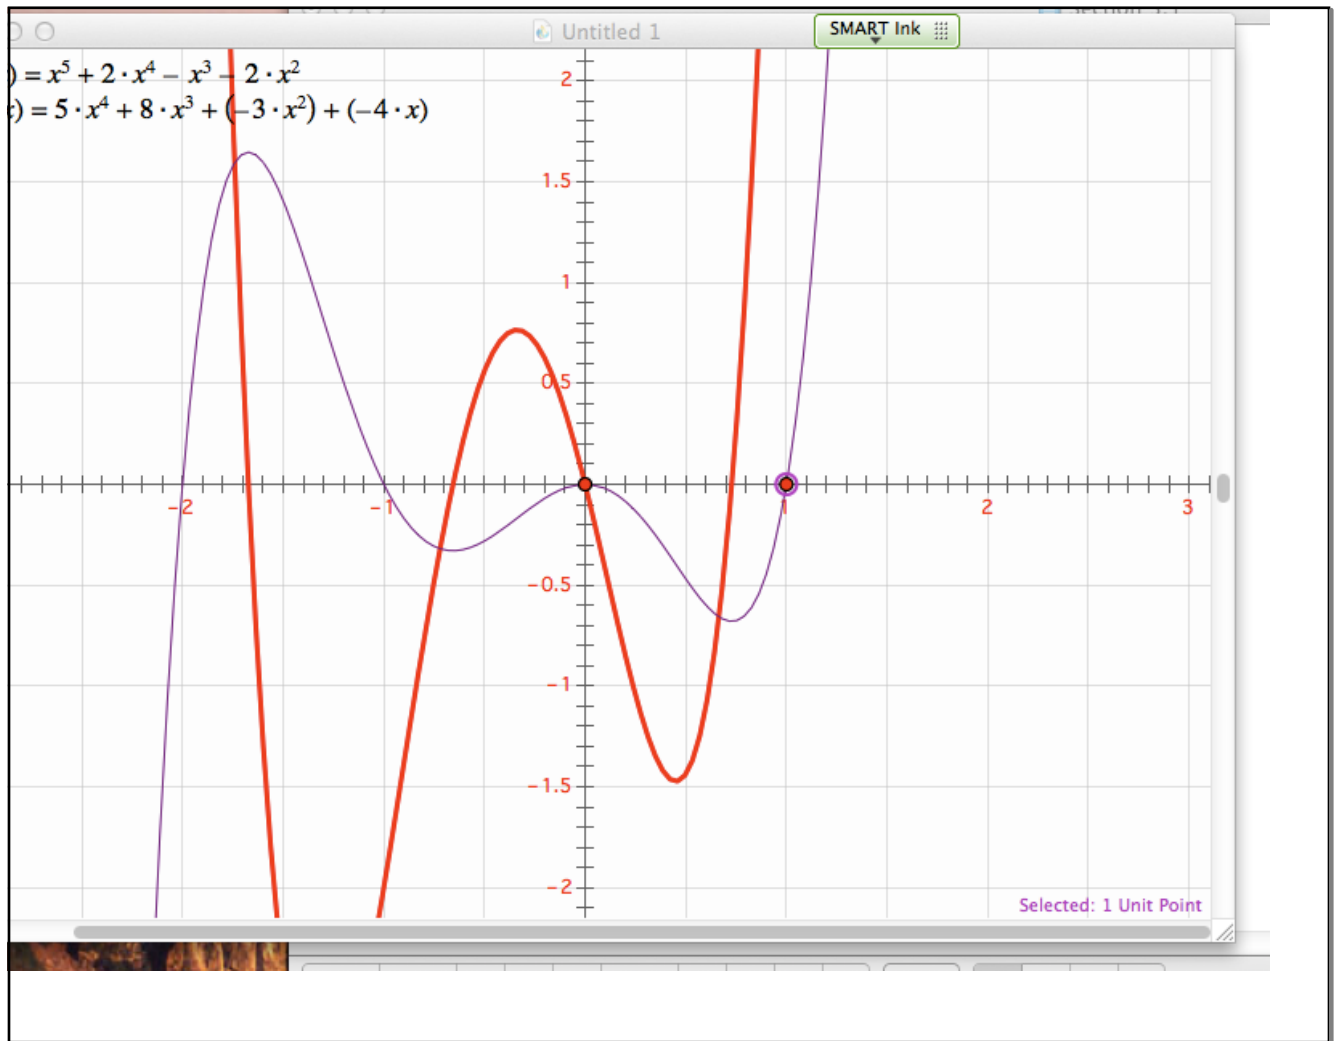 Untitled 1
SMART Ink
) = x⁵ + 2 · x⁴ − x³ − 2 · x²
) = 5 · x⁴ + 8 · x³ + (−3 · x²) + (−4 · x)
2
1.5
1
0.5
-2 -1 1 2 3
-0.5
-1
-1.5
-2
Selected: 1 Unit Point